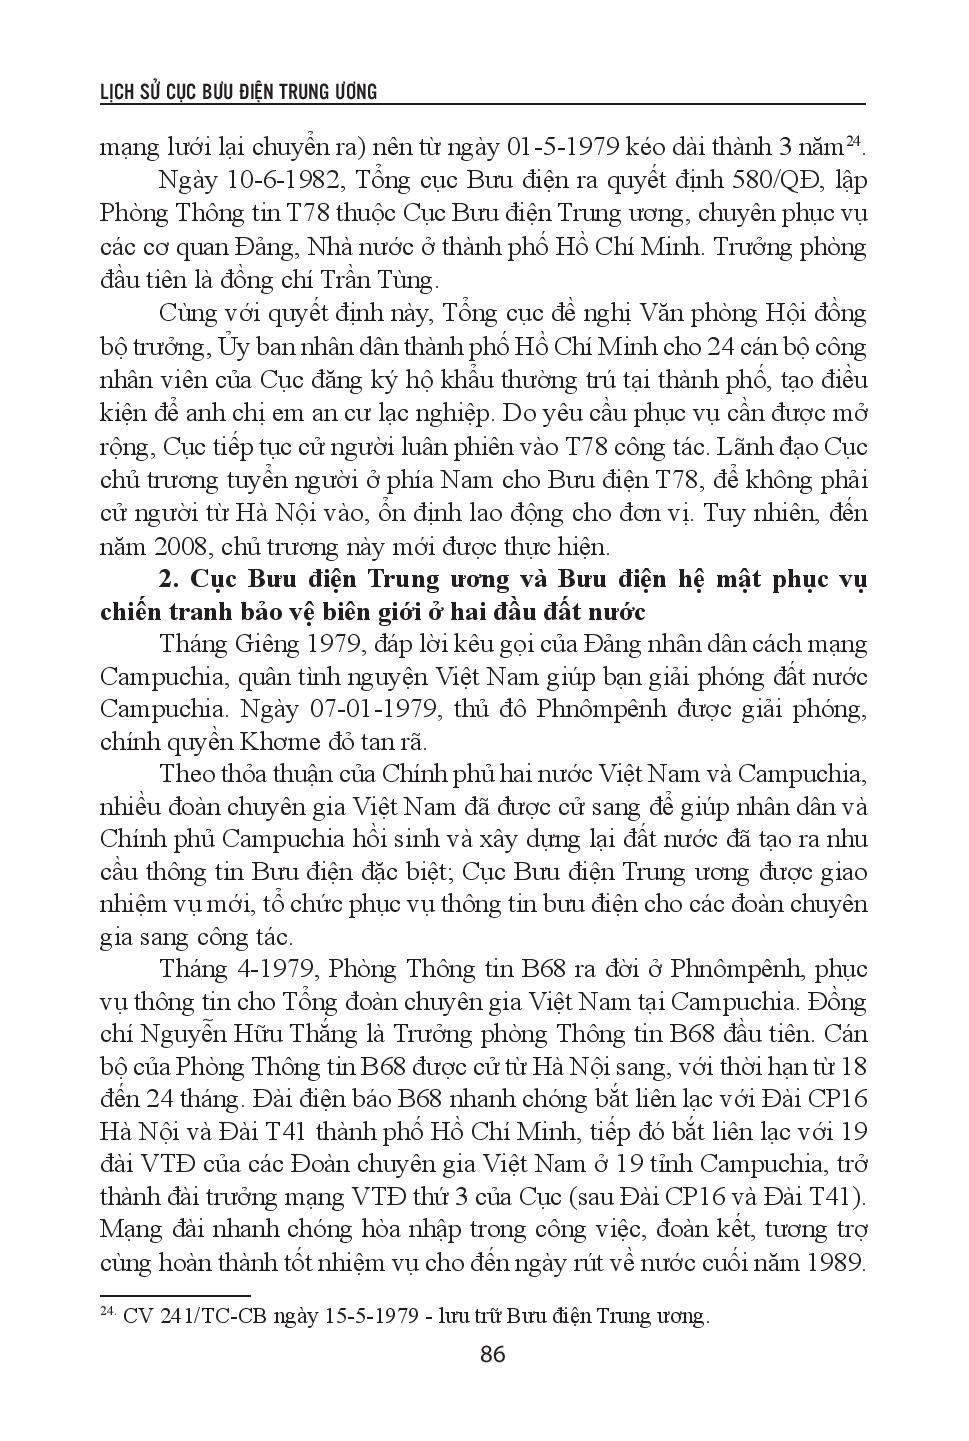 LỊCH SỬ CỤC BƯU ĐIỆN TRUNG ƯƠNG
mạng lưới lại chuyển ra) nên từ ngày 01-5-1979 kéo dài thành 3 năm²⁴.
Ngày 10-6-1982, Tổng cục Bưu điện ra quyết định 580/QĐ, lập
Phòng Thông tin T78 thuộc Cục Bưu điện Trung ương, chuyên phục vụ
các cơ quan Đảng, Nhà nước ở thành phố Hồ Chí Minh. Trưởng phòng
đầu tiên là đồng chí Trần Tùng.
Cùng với quyết định này, Tổng cục đề nghị Văn phòng Hội đồng
bộ trưởng, Ủy ban nhân dân thành phố Hồ Chí Minh cho 24 cán bộ công
nhân viên của Cục đăng ký hộ khẩu thường trú tại thành phố, tạo điều
kiện để anh chị em an cư lạc nghiệp. Do yêu cầu phục vụ cần được mở
rộng, Cục tiếp tục cử người luân phiên vào T78 công tác. Lãnh đạo Cục
chủ trương tuyển người ở phía Nam cho Bưu điện T78, để không phải
cử người từ Hà Nội vào, ổn định lao động cho đơn vị. Tuy nhiên, đến
năm 2008, chủ trương này mới được thực hiện.
2. Cục Bưu điện Trung ương và Bưu điện hệ mật phục vụ
chiến tranh bảo vệ biên giới ở hai đầu đất nước
Tháng Giêng 1979, đáp lời kêu gọi của Đảng nhân dân cách mạng
Campuchia, quân tình nguyện Việt Nam giúp bạn giải phóng đất nước
Campuchia. Ngày 07-01-1979, thủ đô Phnômpênh được giải phóng,
chính quyền Khơme đỏ tan rã.
Theo thỏa thuận của Chính phủ hai nước Việt Nam và Campuchia,
nhiều đoàn chuyên gia Việt Nam đã được cử sang để giúp nhân dân và
Chính phủ Campuchia hồi sinh và xây dựng lại đất nước đã tạo ra nhu
cầu thông tin Bưu điện đặc biệt; Cục Bưu điện Trung ương được giao
nhiệm vụ mới, tổ chức phục vụ thông tin bưu điện cho các đoàn chuyên
gia sang công tác.
Tháng 4-1979, Phòng Thông tin B68 ra đời ở Phnômpênh, phục
vụ thông tin cho Tổng đoàn chuyên gia Việt Nam tại Campuchia. Đồng
chí Nguyễn Hữu Thắng là Trưởng phòng Thông tin B68 đầu tiên. Cán
bộ của Phòng Thông tin B68 được cử từ Hà Nội sang, với thời hạn từ 18
đến 24 tháng. Đài điện báo B68 nhanh chóng bắt liên lạc với Đài CP16
Hà Nội và Đài T41 thành phố Hồ Chí Minh, tiếp đó bắt liên lạc với 19
đài VTĐ của các Đoàn chuyên gia Việt Nam ở 19 tỉnh Campuchia, trở
thành đài trưởng mạng VTĐ thứ 3 của Cục (sau Đài CP16 và Đài T41).
Mạng đài nhanh chóng hòa nhập trong công việc, đoàn kết, tương trợ
cùng hoàn thành tốt nhiệm vụ cho đến ngày rút về nước cuối năm 1989.
²⁴· CV 241/TC-CB ngày 15-5-1979 - lưu trữ Bưu điện Trung ương.
86